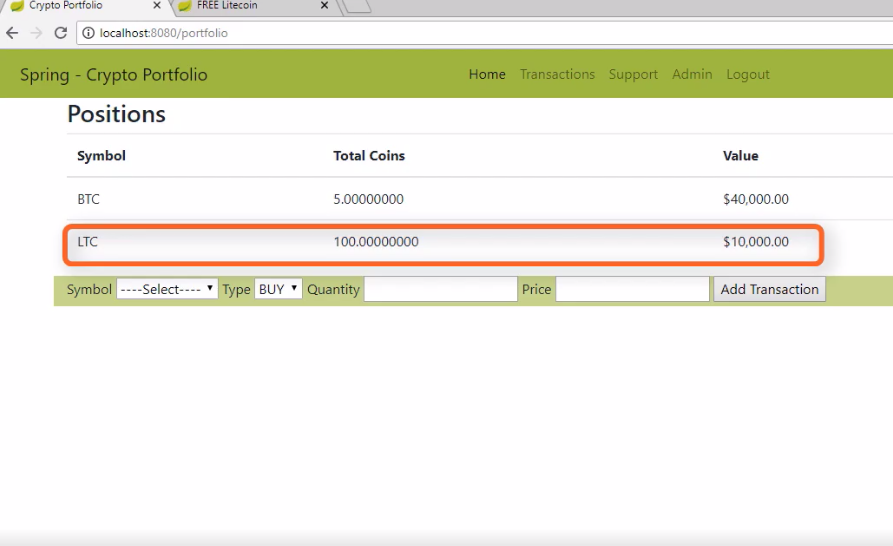 Crypto Portfolio FREE Litecoin
localhost:8080/portfolio
Spring - Crypto Portfolio Home Transactions Support Admin Logout
Positions
Symbol Total Coins Value
BTC 5.00000000 $40,000.00
LTC 100.00000000 $10,000.00
Symbol ----Select---- Type BUY Quantity Price Add Transaction